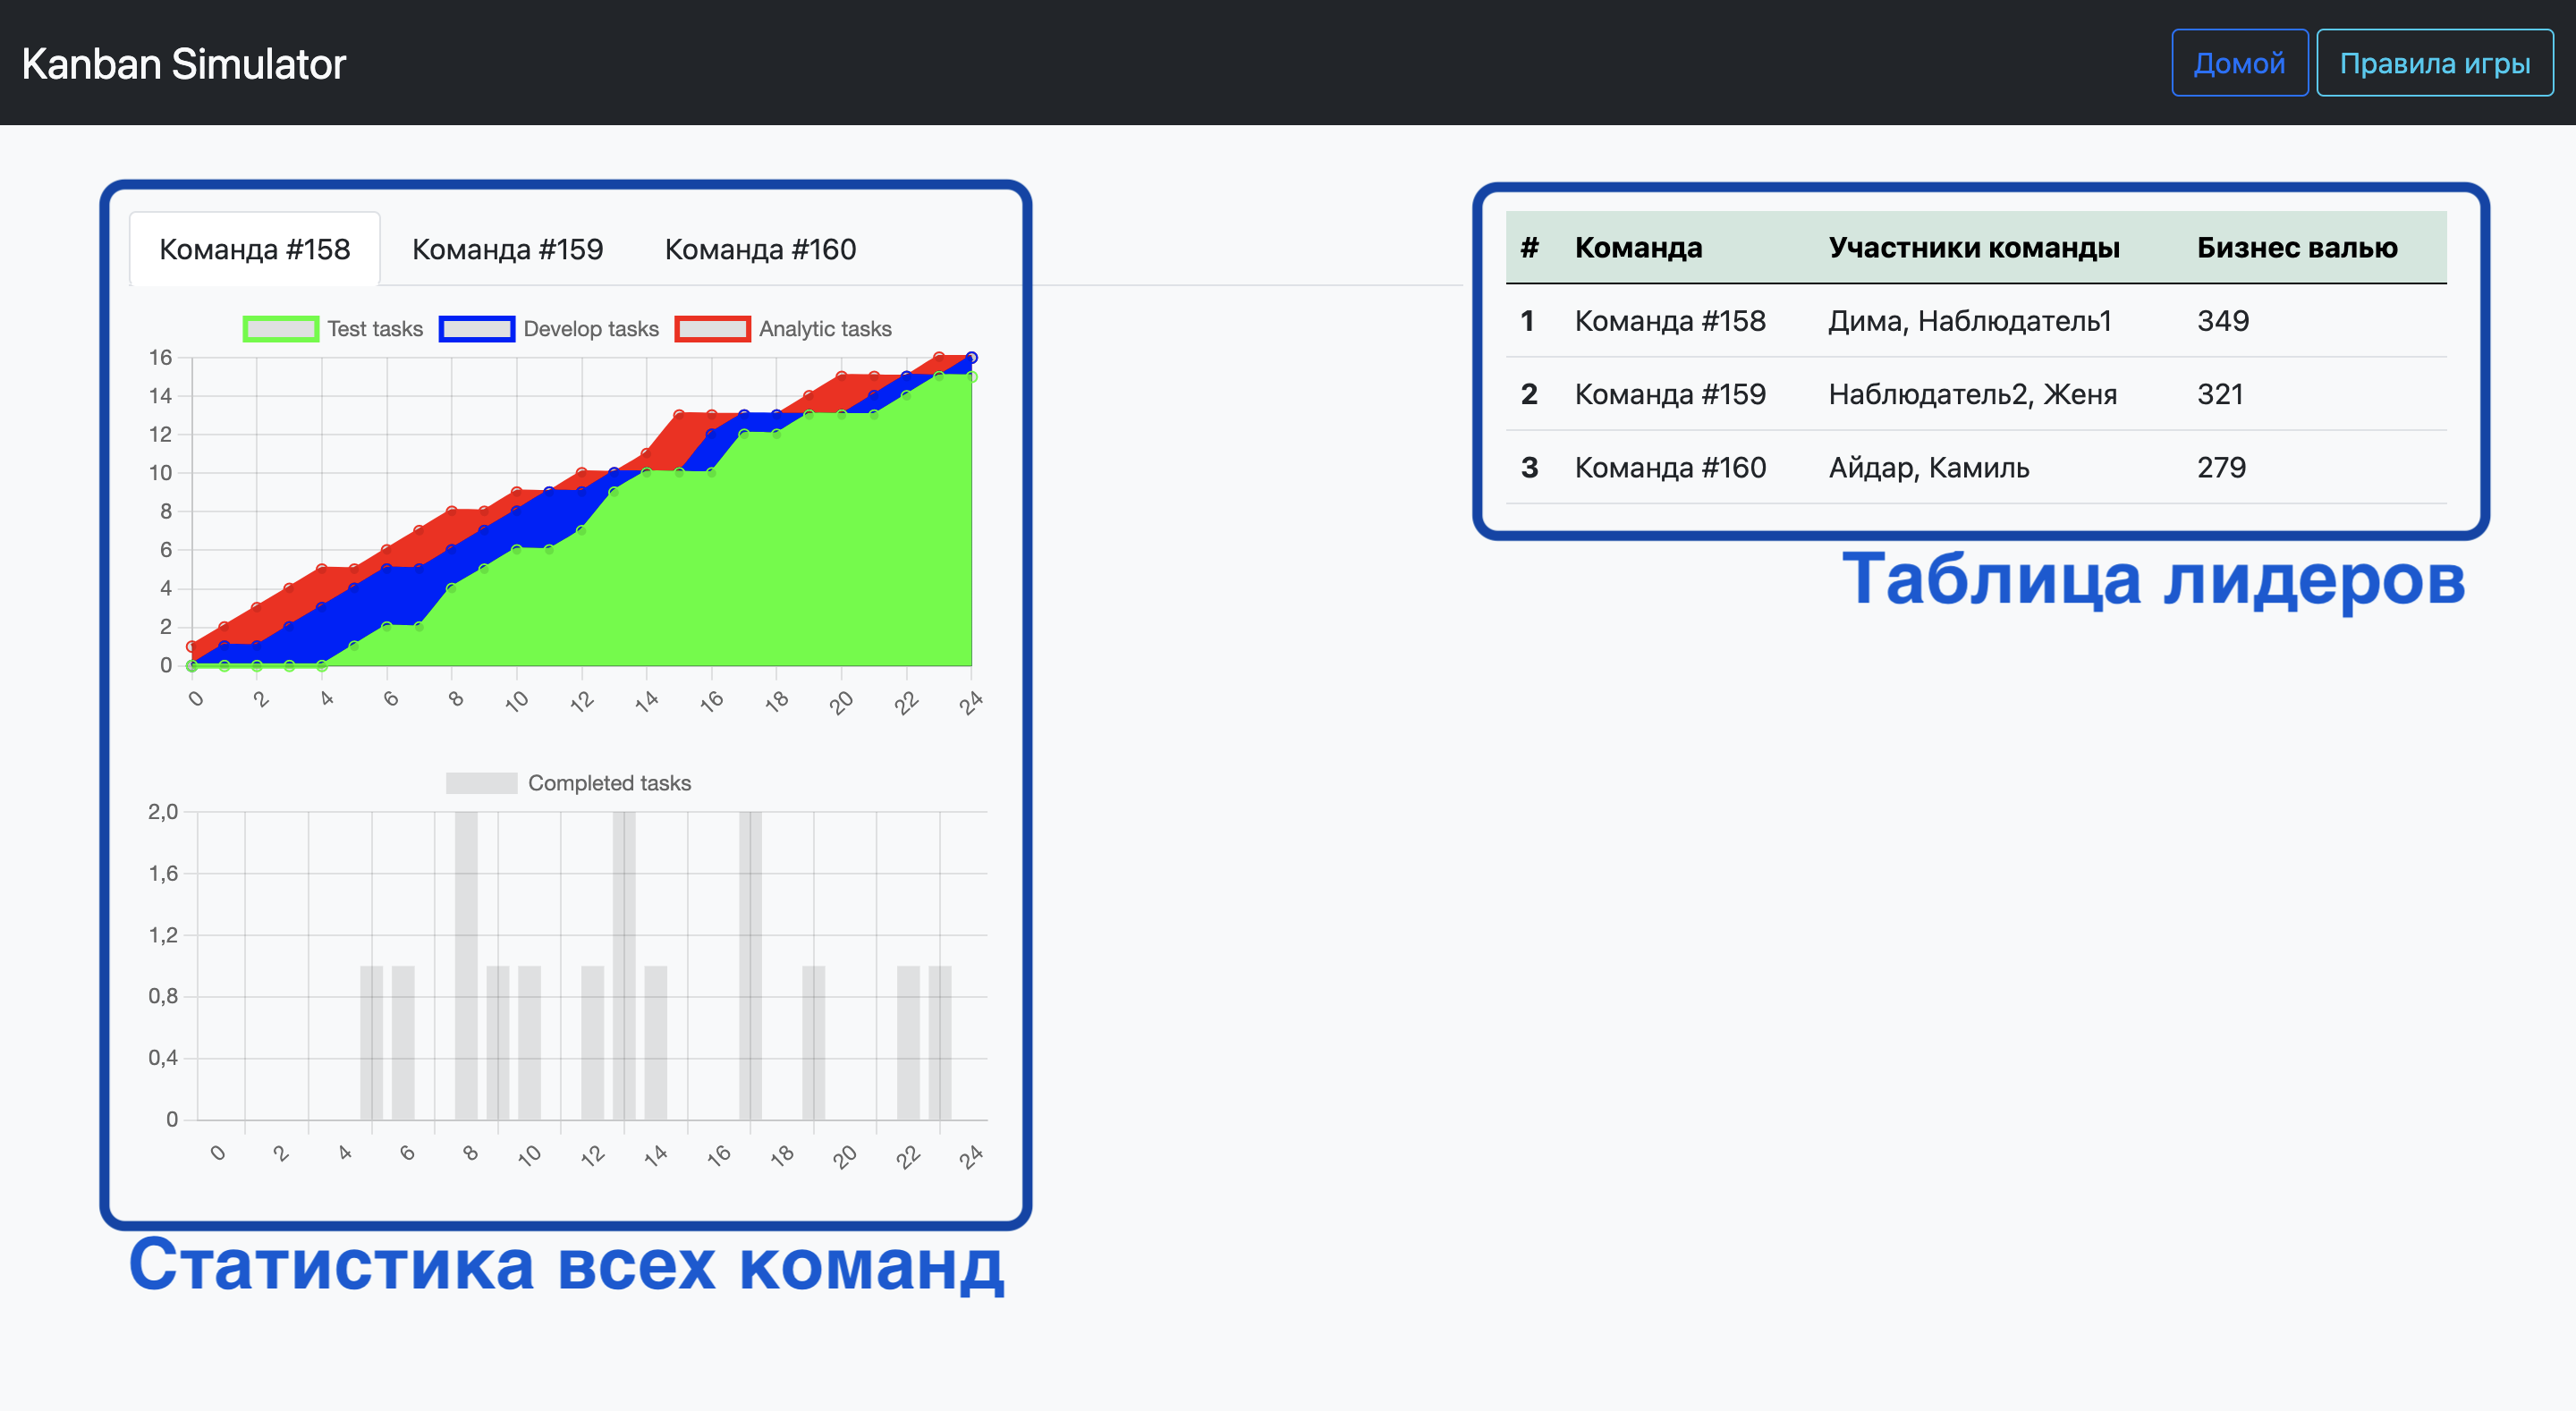 Kanban Simulator
Домой
Правила игры
Команда #158
Команда #159
Команда #160
Test tasks
Develop tasks
Analytic tasks
16
14
12
10
8
6
4
2
0
0 2 4 6 8 10 12 14 16 18 20 22 24
Completed tasks
2,0
1,6
1,2
0,8
0,4
0
0 2 4 6 8 10 12 14 16 18 20 22 24
Статистика всех команд
# Команда Участники команды Бизнес валью
1 Команда #158 Дима, Наблюдатель1 349
2 Команда #159 Наблюдатель2, Женя 321
3 Команда #160 Айдар, Камиль 279
Таблица лидеров